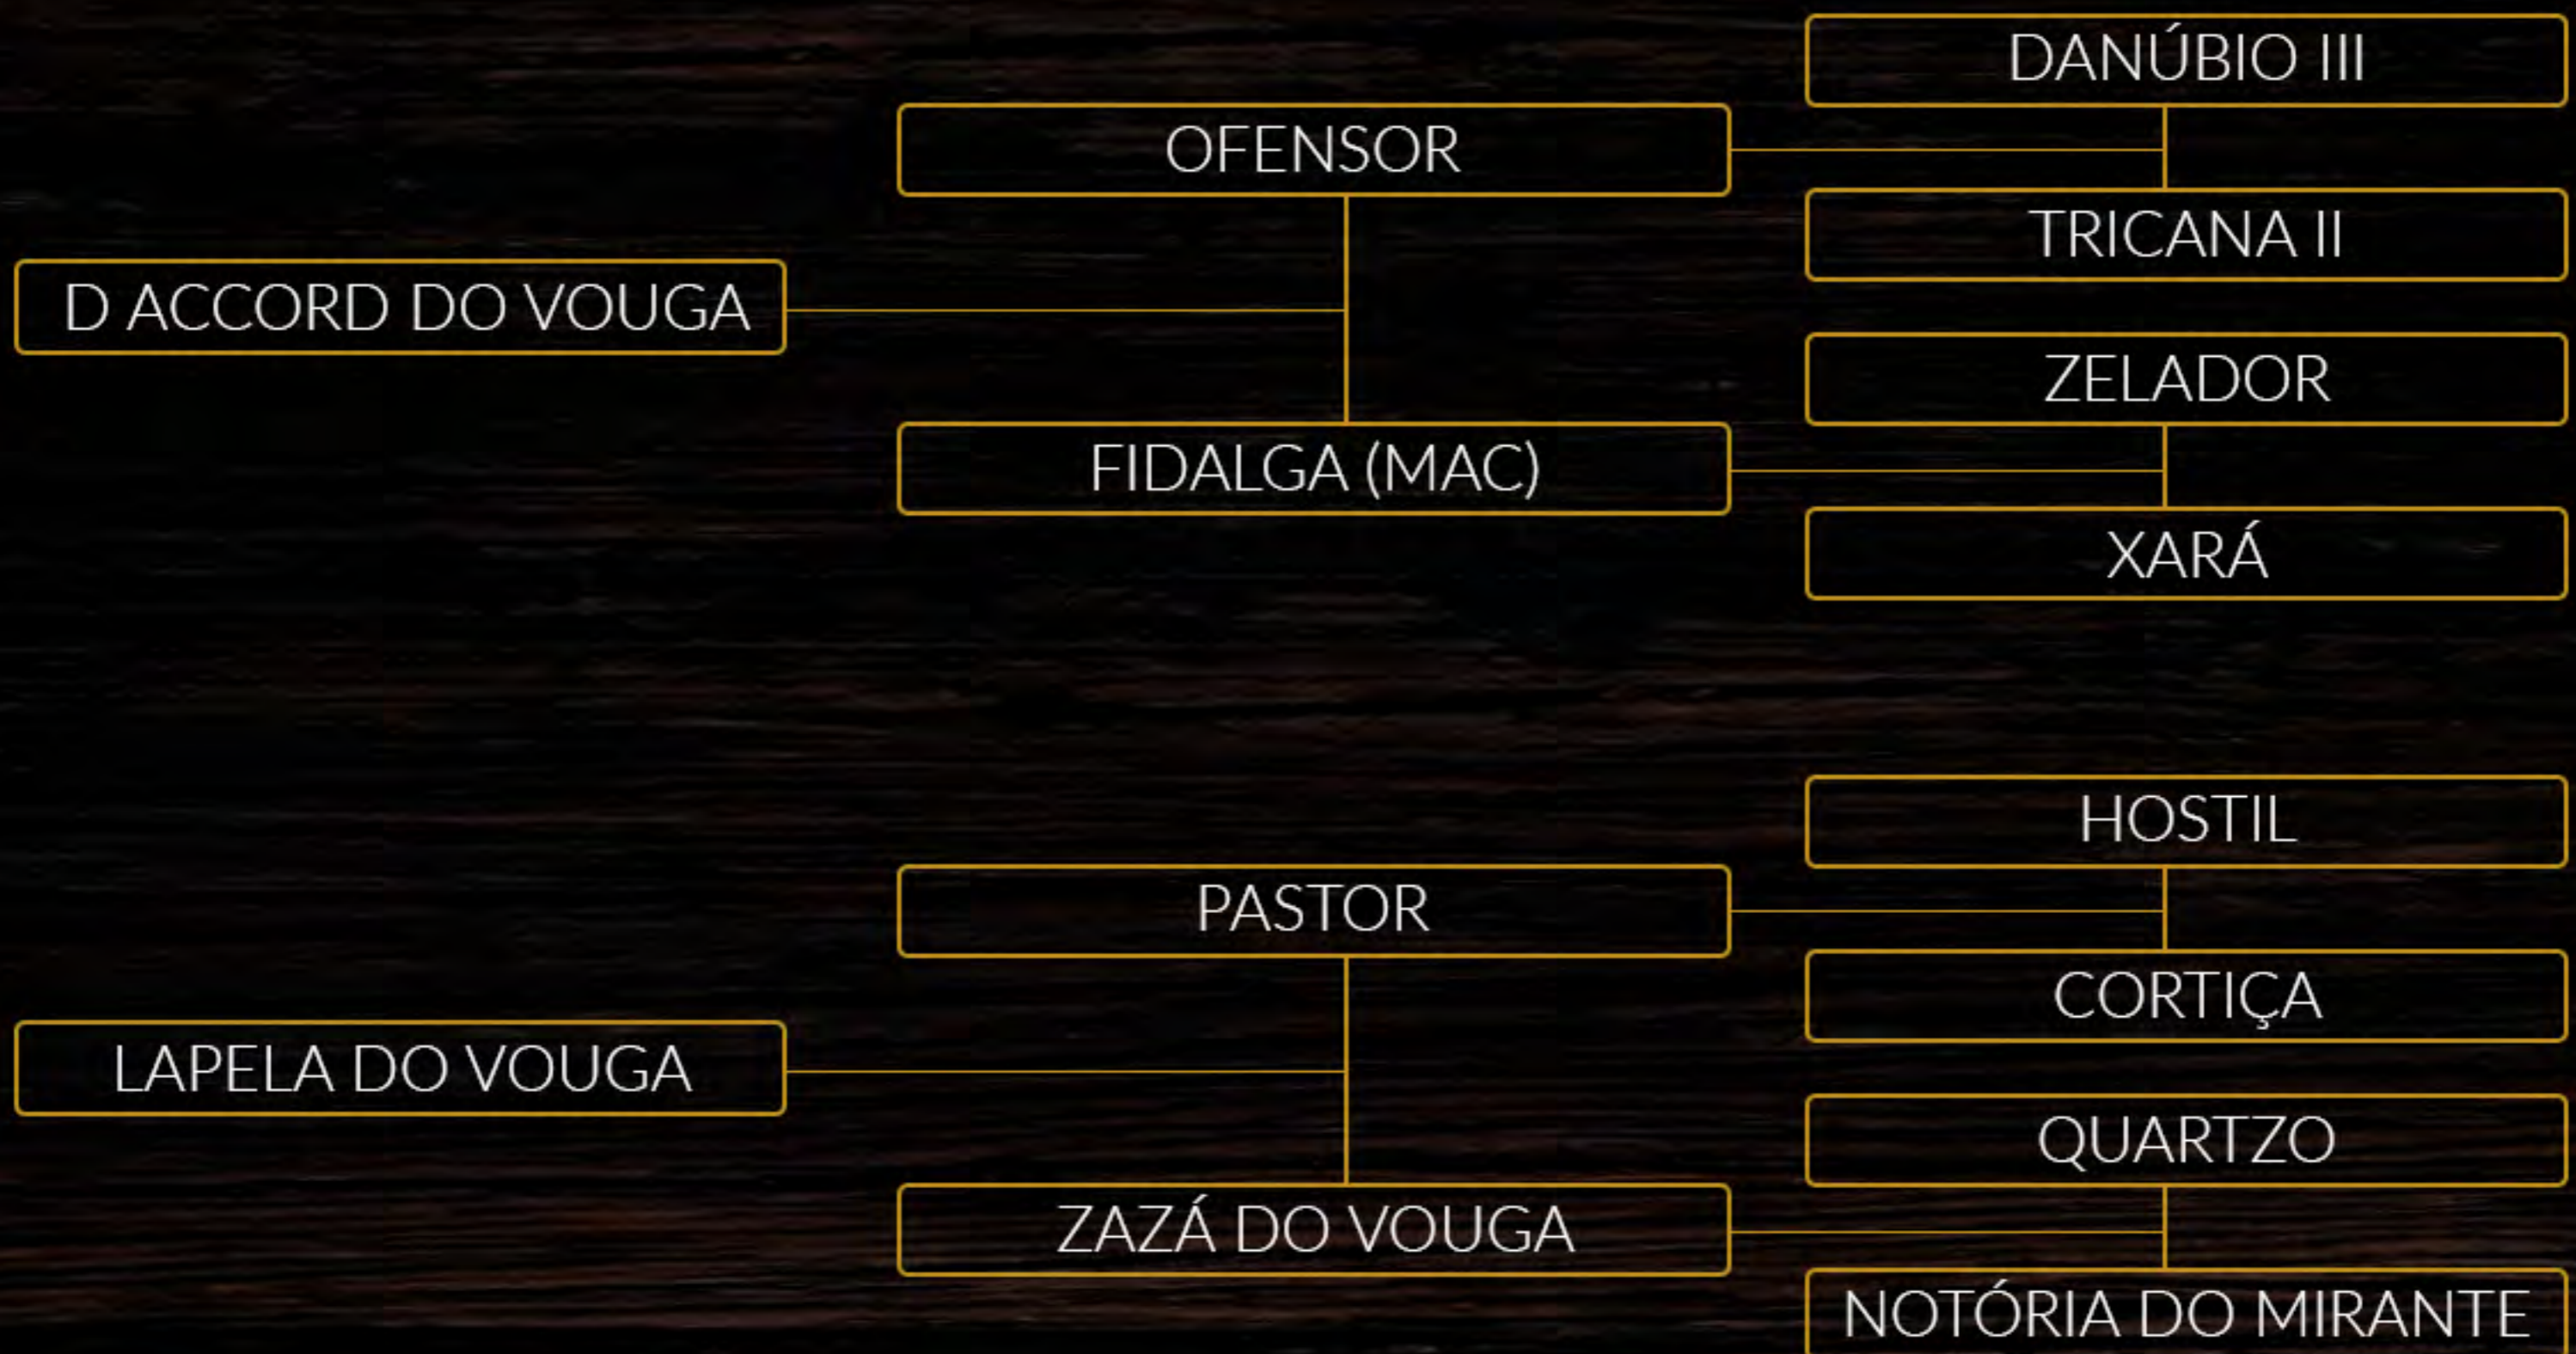 DANÚBIO III
OFENSOR
TRICANA II
D ACCORD DO VOUGA
ZELADOR
FIDALGA (MAC)
XARÁ
HOSTIL
PASTOR
CORTIÇA
LAPELA DO VOUGA
QUARTZO
ZAZÁ DO VOUGA
NOTÓRIA DO MIRANTE